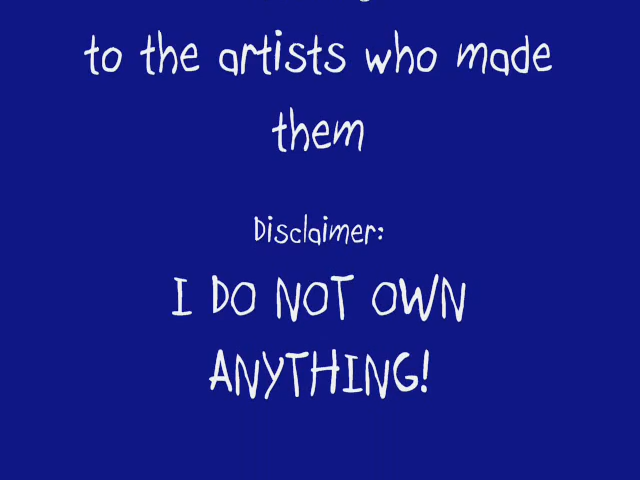 to the artists who made
them
Disclaimer:
I DO NOT OWN
ANYTHING!